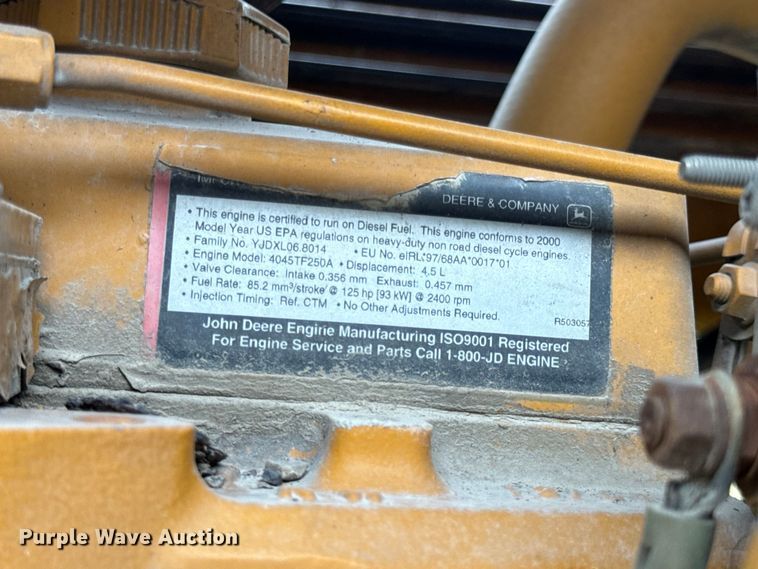 DEERE & COMPANY
• This engine is certified to run on Diesel Fuel. This engine conforms to 2000
Model Year US EPA regulations on heavy-duty non road diesel cycle engines.
• Family No. YJDXL06.8014 • EU No. eIRL*97/68AA*0017*01
• Engine Model: 4045TF250A • Displacement: 4,5 L
• Valve Clearance: Intake 0.356 mm Exhaust: 0.457 mm
• Fuel Rate: 85.2 mm³/stroke @ 125 hp [93 kW] @ 2400 rpm
• Injection Timing: Ref. CTM • No Other Adjustments Required.
R503057
John Deere Engine Manufacturing ISO9001 Registered
For Engine Service and Parts Call 1-800-JD ENGINE
Purple Wave Auction